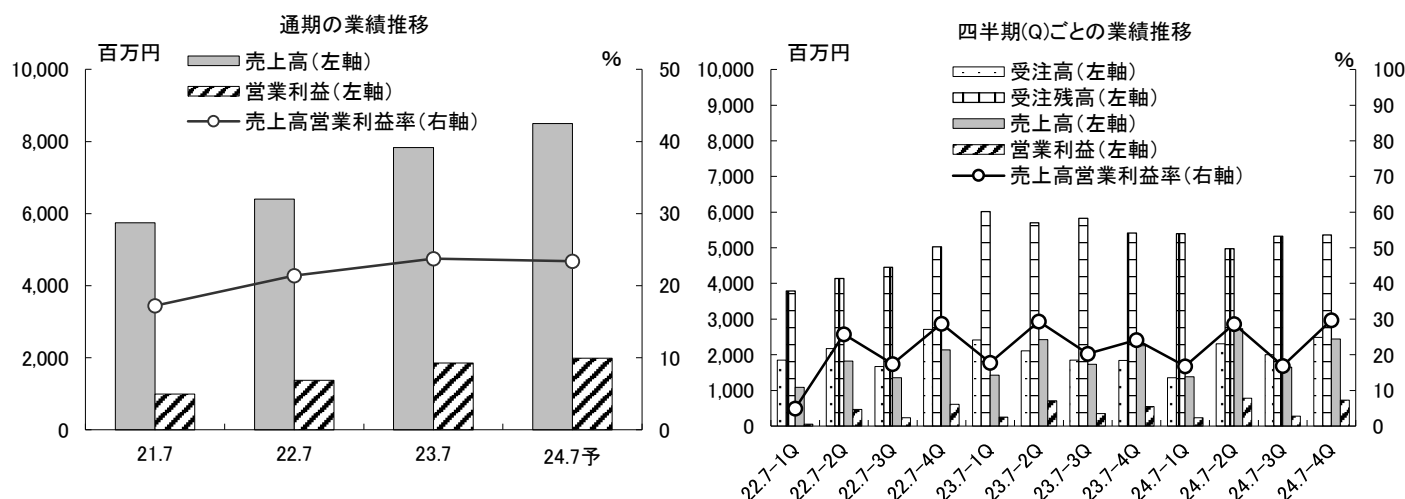 通期の業績推移
百万円
%
売上高(左軸)
営業利益(左軸)
売上高営業利益率(右軸)
10,000
8,000
6,000
4,000
2,000
0
50
40
30
20
10
0
21.7
22.7
23.7
24.7予
四半期(Q)ごとの業績推移
百万円
%
受注高(左軸)
受注残高(左軸)
売上高(左軸)
営業利益(左軸)
売上高営業利益率(右軸)
10,000
9,000
8,000
7,000
6,000
5,000
4,000
3,000
2,000
1,000
0
100
90
80
70
60
50
40
30
20
10
0
22.7-1Q
22.7-2Q
22.7-3Q
22.7-4Q
23.7-1Q
23.7-2Q
23.7-3Q
23.7-4Q
24.7-1Q
24.7-2Q
24.7-3Q
24.7-4Q